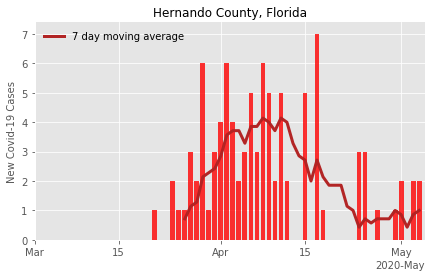 Hernando County, Florida
7 day moving average
New Covid-19 Cases
7
6
5
4
3
2
1
0
Mar 15 Apr 15 May
2020-May